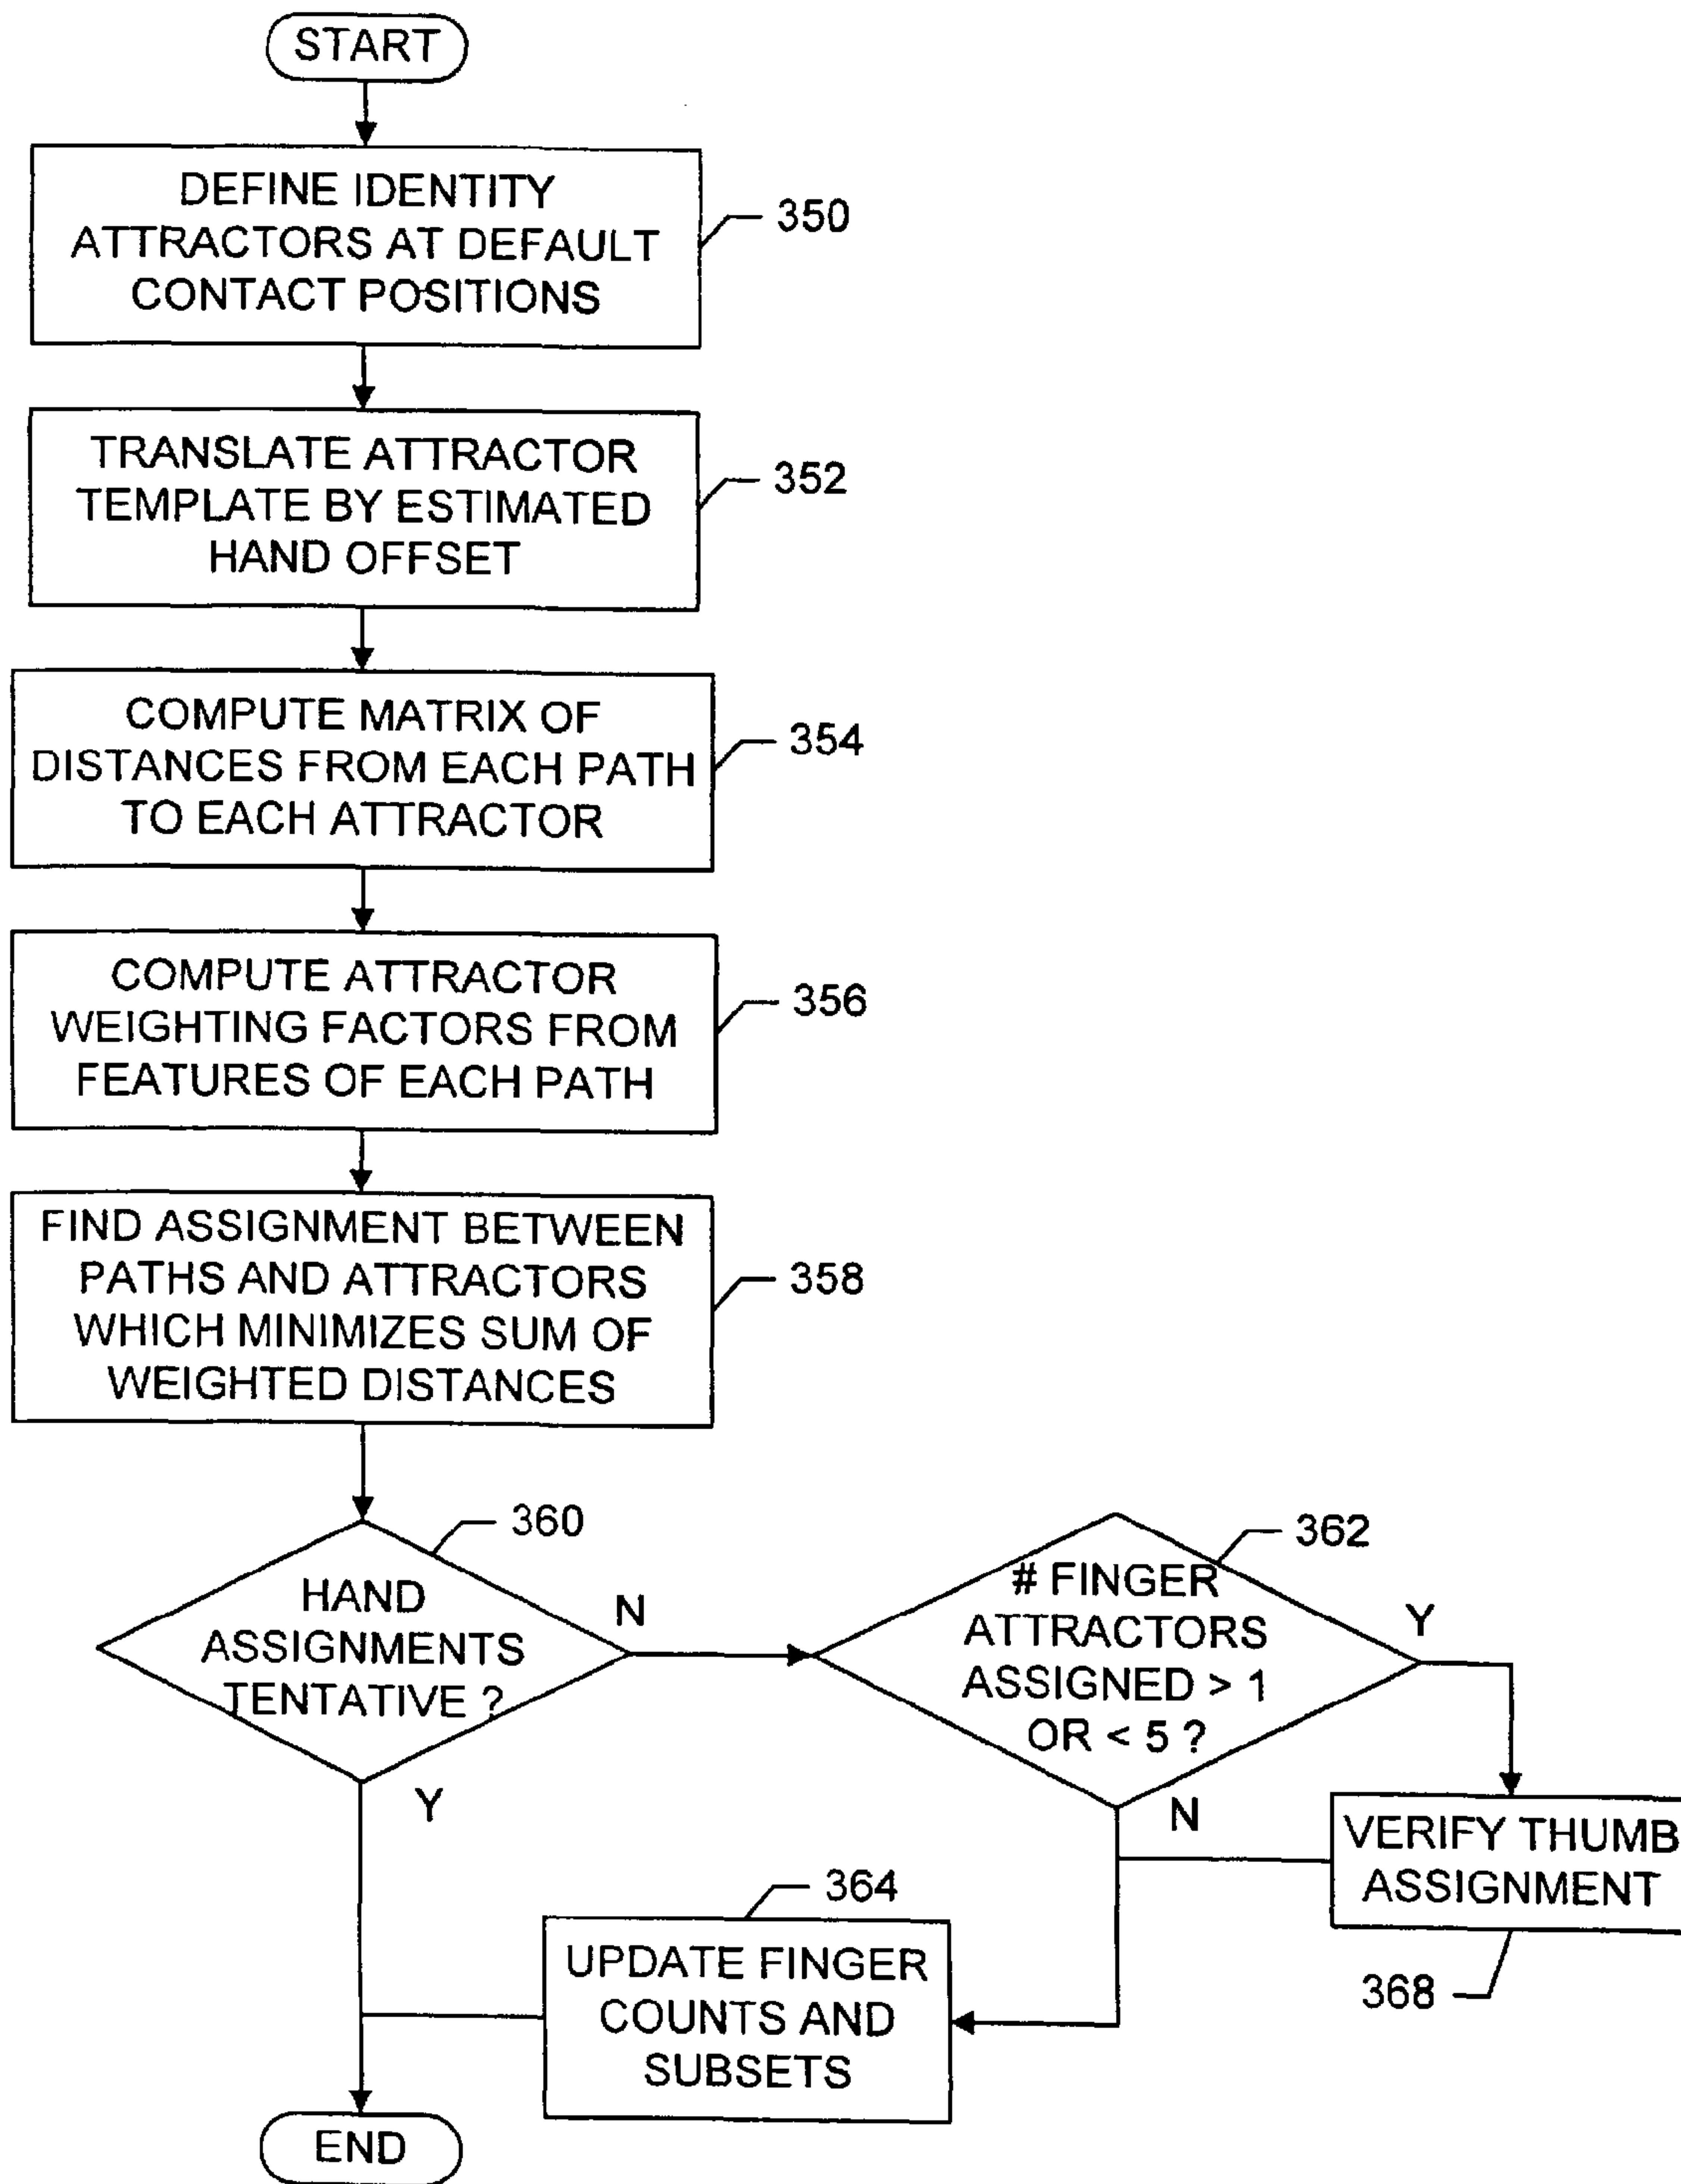 START
DEFINE IDENTITY
ATTRACTORS AT DEFAULT
CONTACT POSITIONS
350
TRANSLATE ATTRACTOR
TEMPLATE BY ESTIMATED
HAND OFFSET
352
COMPUTE MATRIX OF
DISTANCES FROM EACH PATH
TO EACH ATTRACTOR
354
COMPUTE ATTRACTOR
WEIGHTING FACTORS FROM
FEATURES OF EACH PATH
356
FIND ASSIGNMENT BETWEEN
PATHS AND ATTRACTORS
WHICH MINIMIZES SUM OF
WEIGHTED DISTANCES
358
360
HAND
ASSIGNMENTS
TENTATIVE ?
N
Y
362
# FINGER
ATTRACTORS
ASSIGNED > 1
OR < 5 ?
Y
N
VERIFY THUMB
ASSIGNMENT
368
364
UPDATE FINGER
COUNTS AND
SUBSETS
END